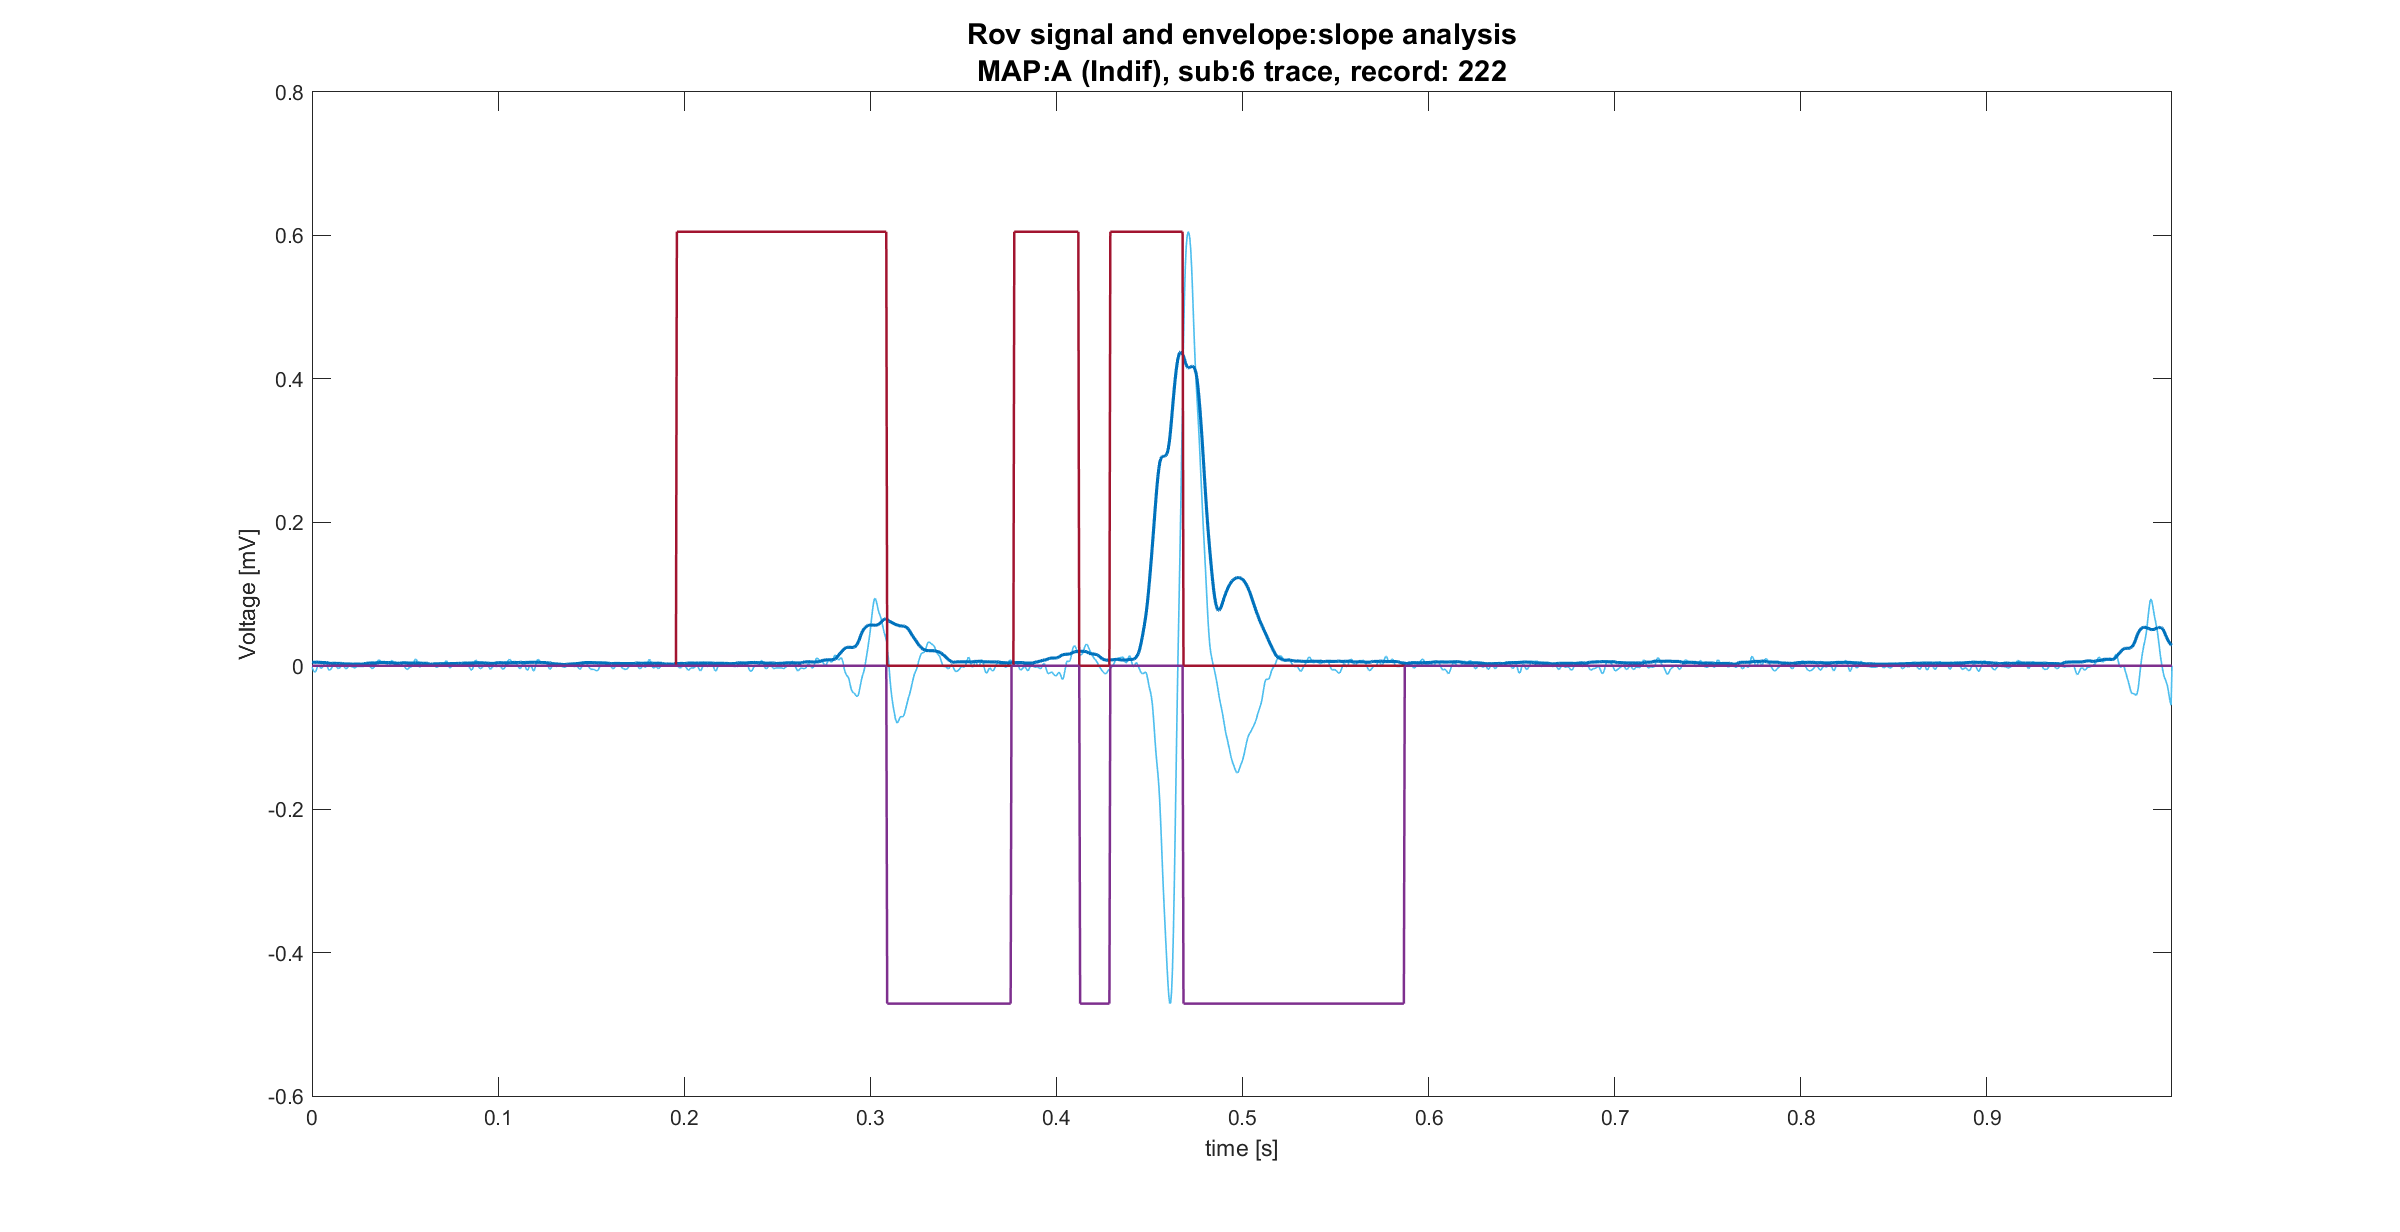 Rov signal and envelope:slope analysis
MAP:A (Indif), sub:6 trace, record: 222
0.8
0.6
0.4
0.2
0
-0.2
-0.4
-0.6
Voltage [mV]
0 0.1 0.2 0.3 0.4 0.5 0.6 0.7 0.8 0.9
time [s]